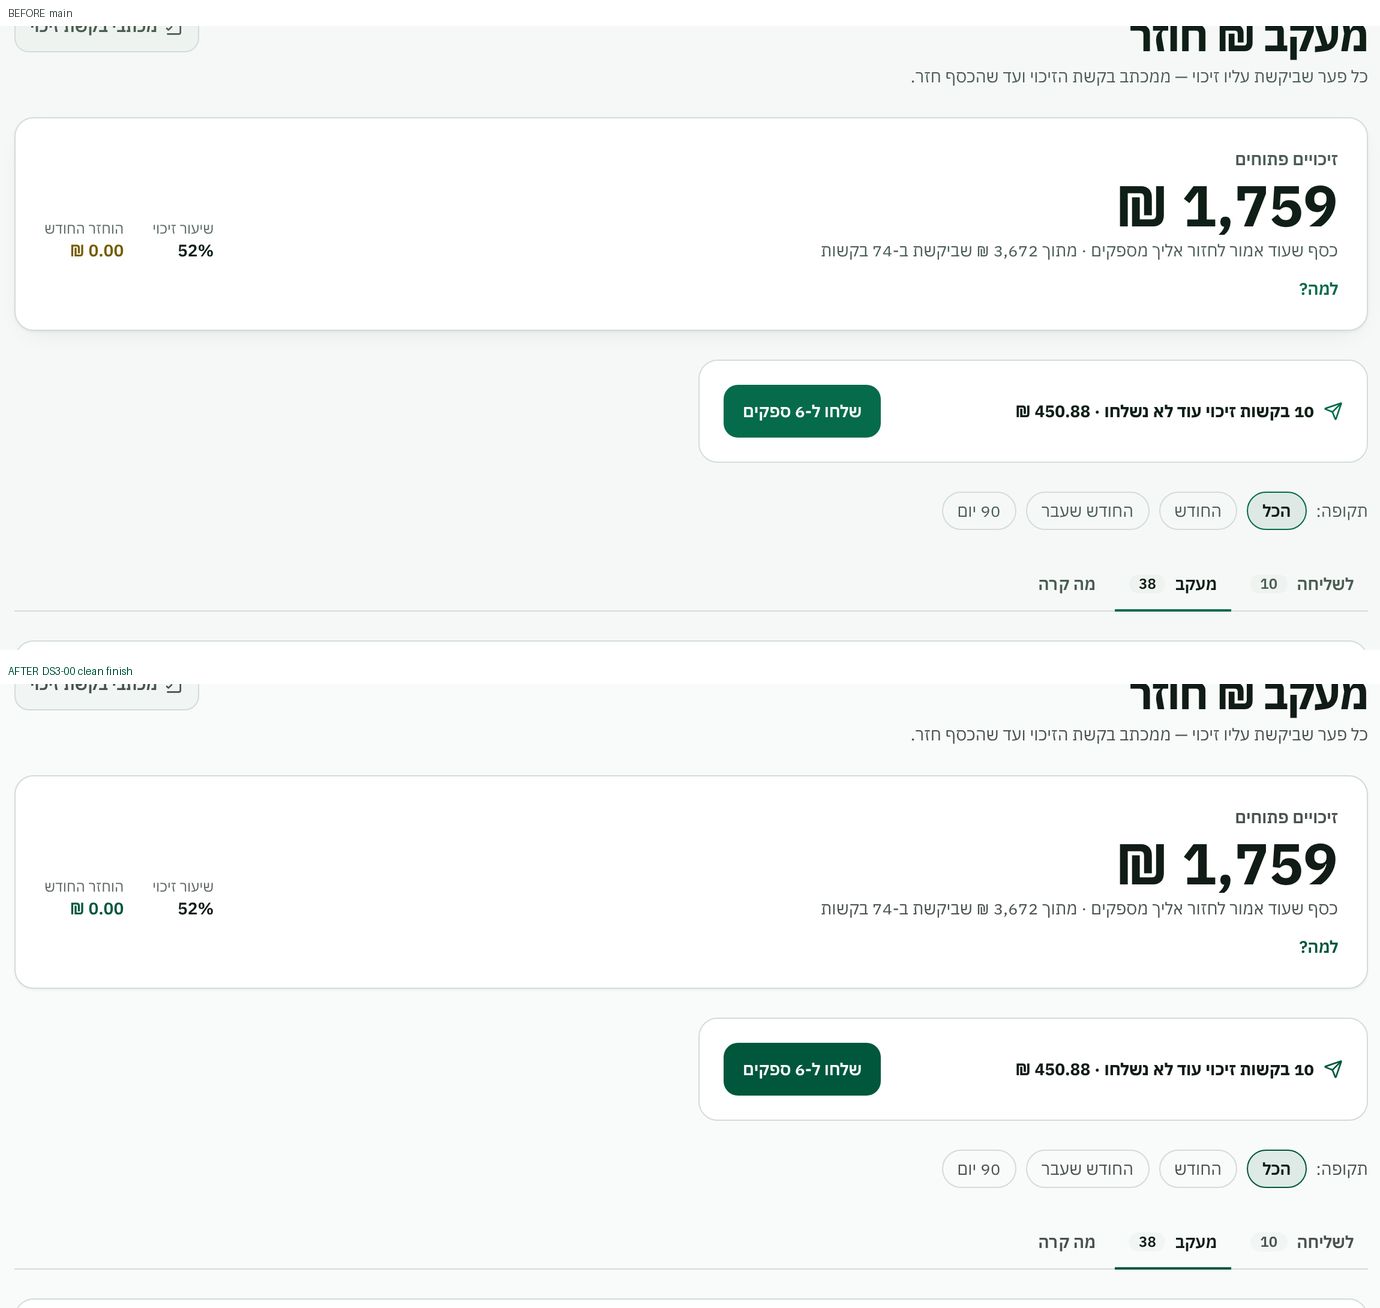 BEFORE main
מעקב ₪ חוזר
מכתבי בקשת זיכוי
כל פער שביקשת עליו זיכוי — ממכתב בקשת הזיכוי ועד שהכסף חזר.
זיכויים פתוחים
1,759 ₪
כסף שעוד אמור לחזור אליך מספקים · מתוך 3,672 ₪ שביקשת ב-74 בקשות
למה?
שיעור זיכוי
52%
הוחזר החודש
0.00 ₪
10 בקשות זיכוי עוד לא נשלחו · 450.88 ₪
שלחו ל-6 ספקים
תקופה: הכל החודש החודש שעבר 90 יום
לשליחה 10 מעקב 38 מה קרה
AFTER DS3-00 clean finish
מעקב ₪ חוזר
מכתבי בקשת זיכוי
כל פער שביקשת עליו זיכוי — ממכתב בקשת הזיכוי ועד שהכסף חזר.
זיכויים פתוחים
1,759 ₪
כסף שעוד אמור לחזור אליך מספקים · מתוך 3,672 ₪ שביקשת ב-74 בקשות
למה?
שיעור זיכוי
52%
הוחזר החודש
0.00 ₪
10 בקשות זיכוי עוד לא נשלחו · 450.88 ₪
שלחו ל-6 ספקים
תקופה: הכל החודש החודש שעבר 90 יום
לשליחה 10 מעקב 38 מה קרה